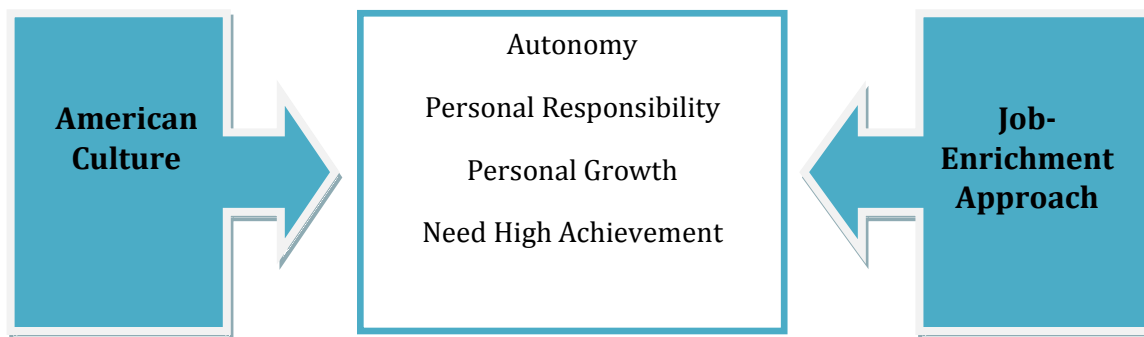 American
Culture
Autonomy
Personal Responsibility
Personal Growth
Need High Achievement
Job-
Enrichment
Approach